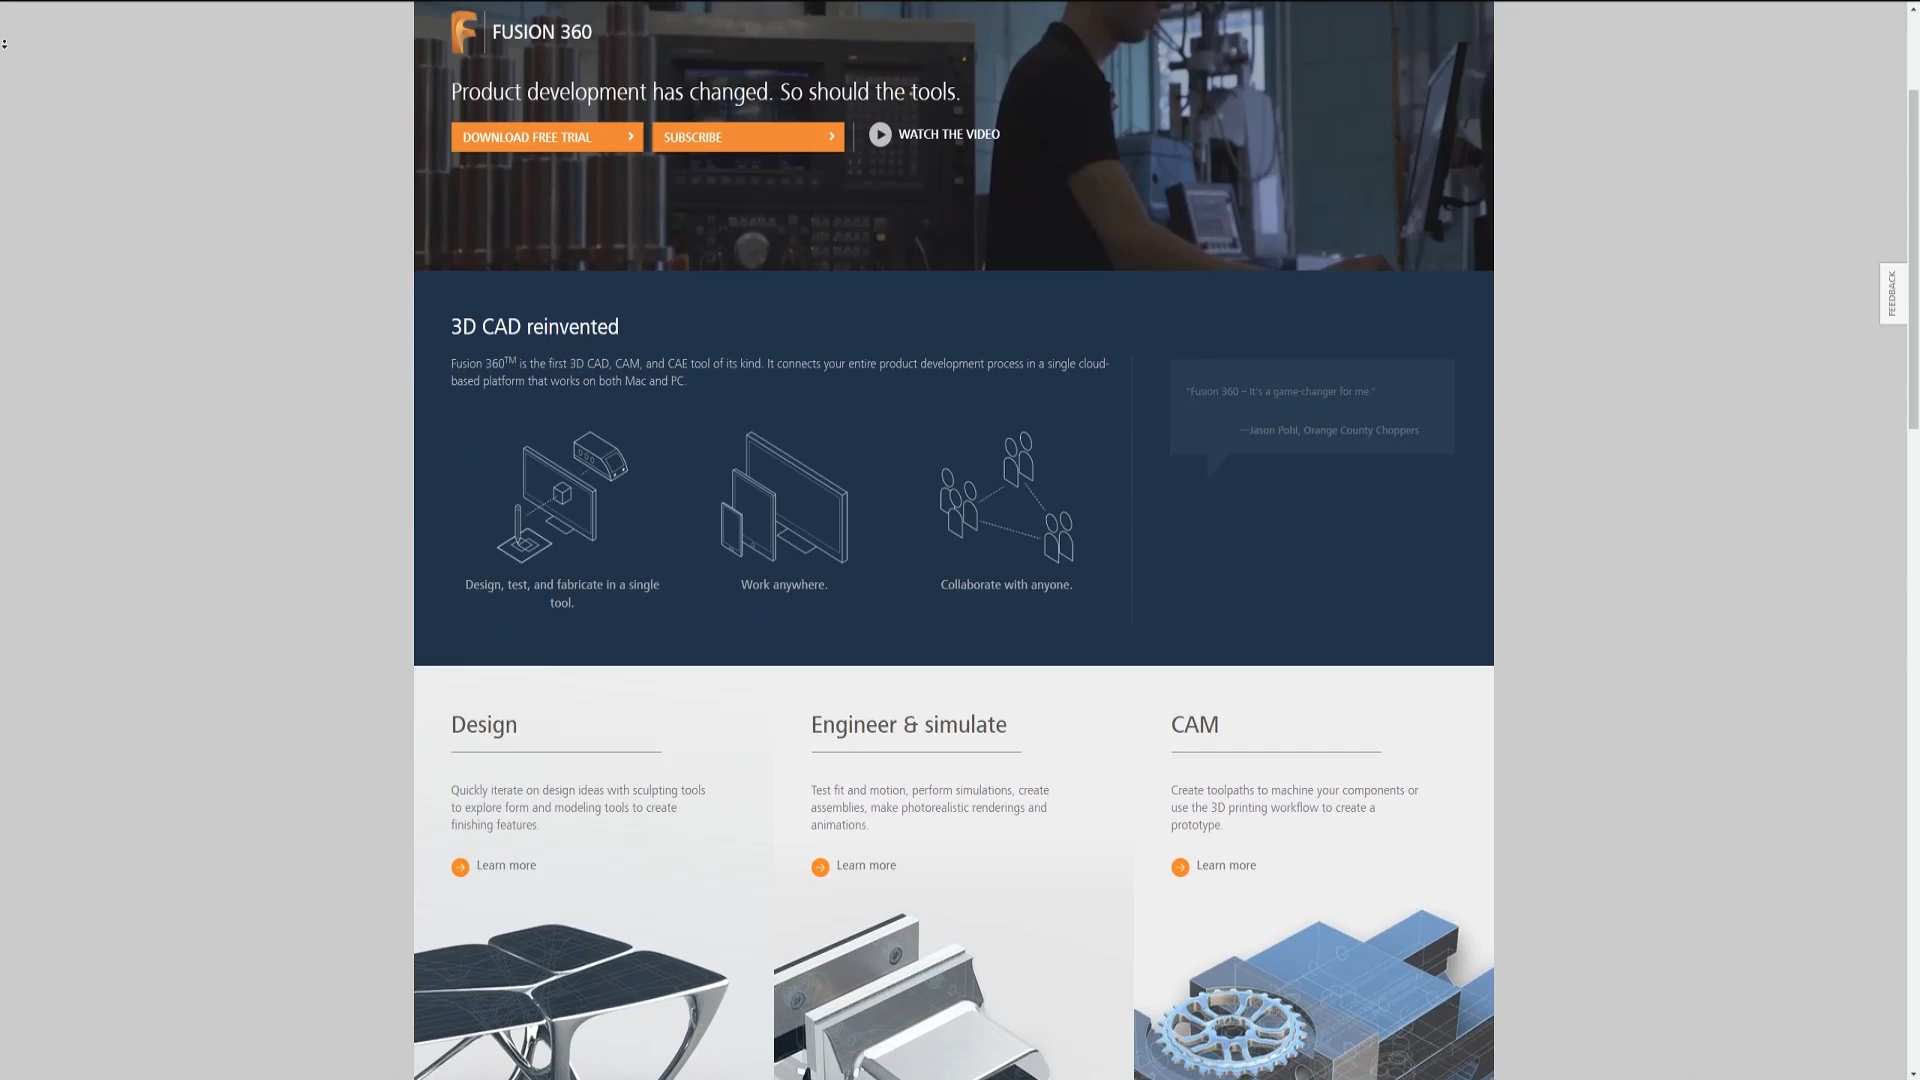 FUSION 360
Product development has changed. So should the tools.
DOWNLOAD FREE TRIAL
SUBSCRIBE
WATCH THE VIDEO
FEEDBACK
3D CAD reinvented
Fusion 360TM is the first 3D CAD, CAM, and CAE tool of its kind. It connects your entire product development process in a single cloud-
based platform that works on both Mac and PC.
"Fusion 360 – It's a game-changer for me."
—Jason Pohl, Orange County Choppers
Design, test, and fabricate in a single
tool.
Work anywhere.
Collaborate with anyone.
Design
Quickly iterate on design ideas with sculpting tools
to explore form and modeling tools to create
finishing features.
Learn more
Engineer & simulate
Test fit and motion, perform simulations, create
assemblies, make photorealistic renderings and
animations.
Learn more
CAM
Create toolpaths to machine your components or
use the 3D printing workflow to create a
prototype.
Learn more